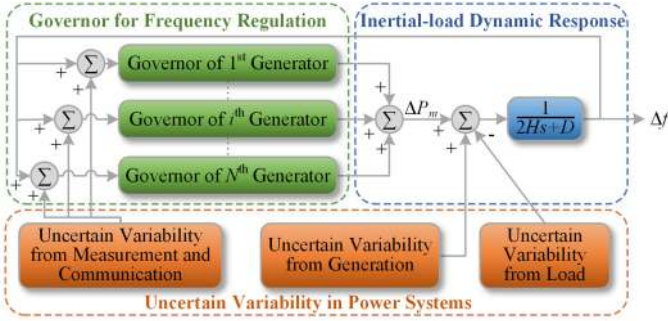 Governor for Frequency Regulation
Inertial-load Dynamic Response
Σ
Governor of 1st Generator
+
+
+
Σ
Governor of ith Generator
+
Σ
ΔPm
Σ
1
2Hs+D
Δf
+
+
+
+
-
Σ
Governor of Nth Generator
+
+
+
Uncertain Variability
from Measurement and
Communication
Uncertain Variability
from Generation
Uncertain
Variability
from Load
Uncertain Variability in Power Systems